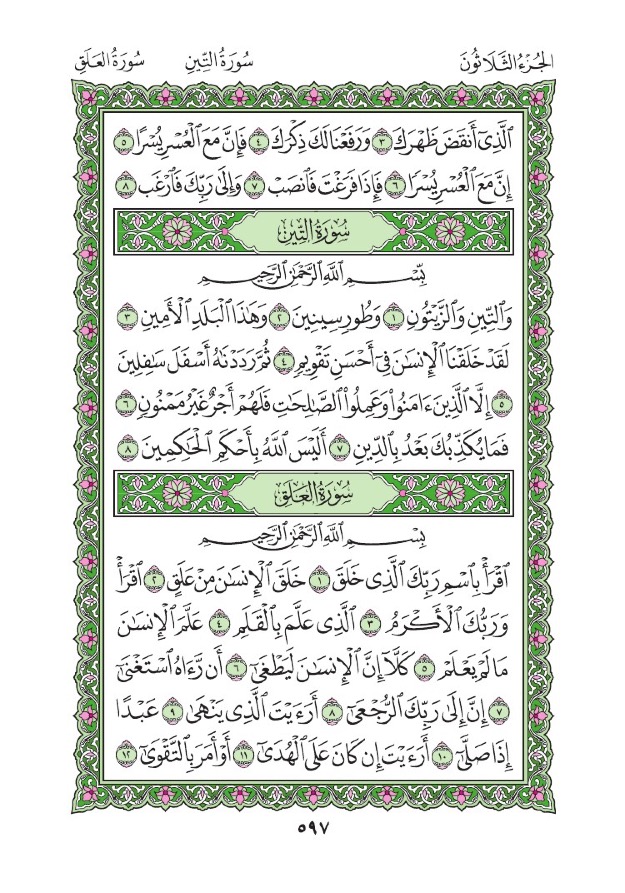 الجُزْءُ الثَّلَاثُونَ سُورَةُ التِّينِ سُورَةُ العَلَقِ
ٱلَّذِىٓ أَنقَضَ ظَهْرَكَ ٣ وَرَفَعْنَا لَكَ ذِكْرَكَ ٤ فَإِنَّ مَعَ ٱلْعُسْرِ يُسْرًا ٥
إِنَّ مَعَ ٱلْعُسْرِ يُسْرًا ٦ فَإِذَا فَرَغْتَ فَٱنصَبْ ٧ وَإِلَىٰ رَبِّكَ فَٱرْغَب ٨
سُورَةُ التِّينِ
بِسْمِ ٱللَّهِ ٱلرَّحْمَٰنِ ٱلرَّحِيمِ
وَٱلتِّينِ وَٱلزَّيْتُونِ ١ وَطُورِ سِينِينَ ٢ وَهَٰذَا ٱلْبَلَدِ ٱلْأَمِينِ ٣
لَقَدْ خَلَقْنَا ٱلْإِنسَٰنَ فِىٓ أَحْسَنِ تَقْوِيمٍ ٤ ثُمَّ رَدَدْنَٰهُ أَسْفَلَ سَٰفِلِينَ
٥ إِلَّا ٱلَّذِينَ ءَامَنُوا۟ وَعَمِلُوا۟ ٱلصَّٰلِحَٰتِ فَلَهُمْ أَجْرٌ غَيْرُ مَمْنُونٍ ٦
فَمَا يُكَذِّبُكَ بَعْدُ بِٱلدِّينِ ٧ أَلَيْسَ ٱللَّهُ بِأَحْكَمِ ٱلْحَٰكِمِينَ ٨
سُورَةُ العَلَقِ
بِسْمِ ٱللَّهِ ٱلرَّحْمَٰنِ ٱلرَّحِيمِ
ٱقْرَأْ بِٱسْمِ رَبِّكَ ٱلَّذِى خَلَقَ ١ خَلَقَ ٱلْإِنسَٰنَ مِنْ عَلَقٍ ٢ ٱقْرَأْ
وَرَبُّكَ ٱلْأَكْرَمُ ٣ ٱلَّذِى عَلَّمَ بِٱلْقَلَمِ ٤ عَلَّمَ ٱلْإِنسَٰنَ
مَا لَمْ يَعْلَمْ ٥ كَلَّآ إِنَّ ٱلْإِنسَٰنَ لَيَطْغَىٰٓ ٦ أَن رَّءَاهُ ٱسْتَغْنَىٰٓ
٧ إِنَّ إِلَىٰ رَبِّكَ ٱلرُّجْعَىٰٓ ٨ أَرَءَيْتَ ٱلَّذِى يَنْهَىٰ ٩ عَبْدًا
إِذَا صَلَّىٰٓ ١٠ أَرَءَيْتَ إِن كَانَ عَلَى ٱلْهُدَىٰٓ ١١ أَوْ أَمَرَ بِٱلتَّقْوَىٰٓ ١٢
٥٩٧